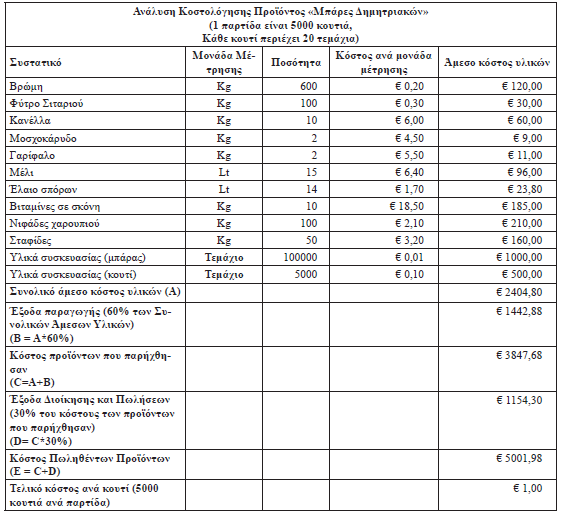 Ανάλυση Κοστολόγησης Προϊόντος «Μπάρες Δημητριακών»
(1 παρτίδα είναι 5000 κουτιά,
Κάθε κουτί περιέχει 20 τεμάχια)
Συστατικό Μονάδα Μέτρησης Ποσότητα Κόστος ανά μονάδα μέτρησης Άμεσο κόστος υλικών
Βρώμη Kg 600 € 0,20 € 120,00
Φύτρο Σιταριού Kg 100 € 0,30 € 30,00
Κανέλλα Kg 10 € 6,00 € 60,00
Μοσχοκάρυδο Kg 2 € 4,50 € 9,00
Γαρίφαλο Kg 2 € 5,50 € 11,00
Μέλι Lt 15 € 6,40 € 96,00
Έλαιο σπόρων Lt 14 € 1,70 € 23,80
Βιταμίνες σε σκόνη Kg 10 € 18,50 € 185,00
Νιφάδες χαρουπιού Kg 100 € 2,10 € 210,00
Σταφίδες Kg 50 € 3,20 € 160,00
Υλικά συσκευασίας (μπάρας) Τεμάχιο 100000 € 0,01 € 1000,00
Υλικά συσκευασίας (κουτί) Τεμάχιο 5000 € 0,10 € 500,00
Συνολικό άμεσο κόστος υλικών (Α) € 2404,80
Έξοδα παραγωγής (60% των Συ-
νολικών Άμεσων Υλικών)
(Β = Α*60%) € 1442,88
Κόστος προϊόντων που παρήχθη-
σαν
(C=A+B) € 3847,68
Έξοδα Διοίκησης και Πωλήσεων
(30% του κόστους των προϊόντων
που παρήχθησαν)
(D= C*30%) € 1154,30
Κόστος Πωληθέντων Προϊόντων
(E = C+D) € 5001,98
Τελικό κόστος ανά κουτί (5000
κουτιά ανά παρτίδα) € 1,00